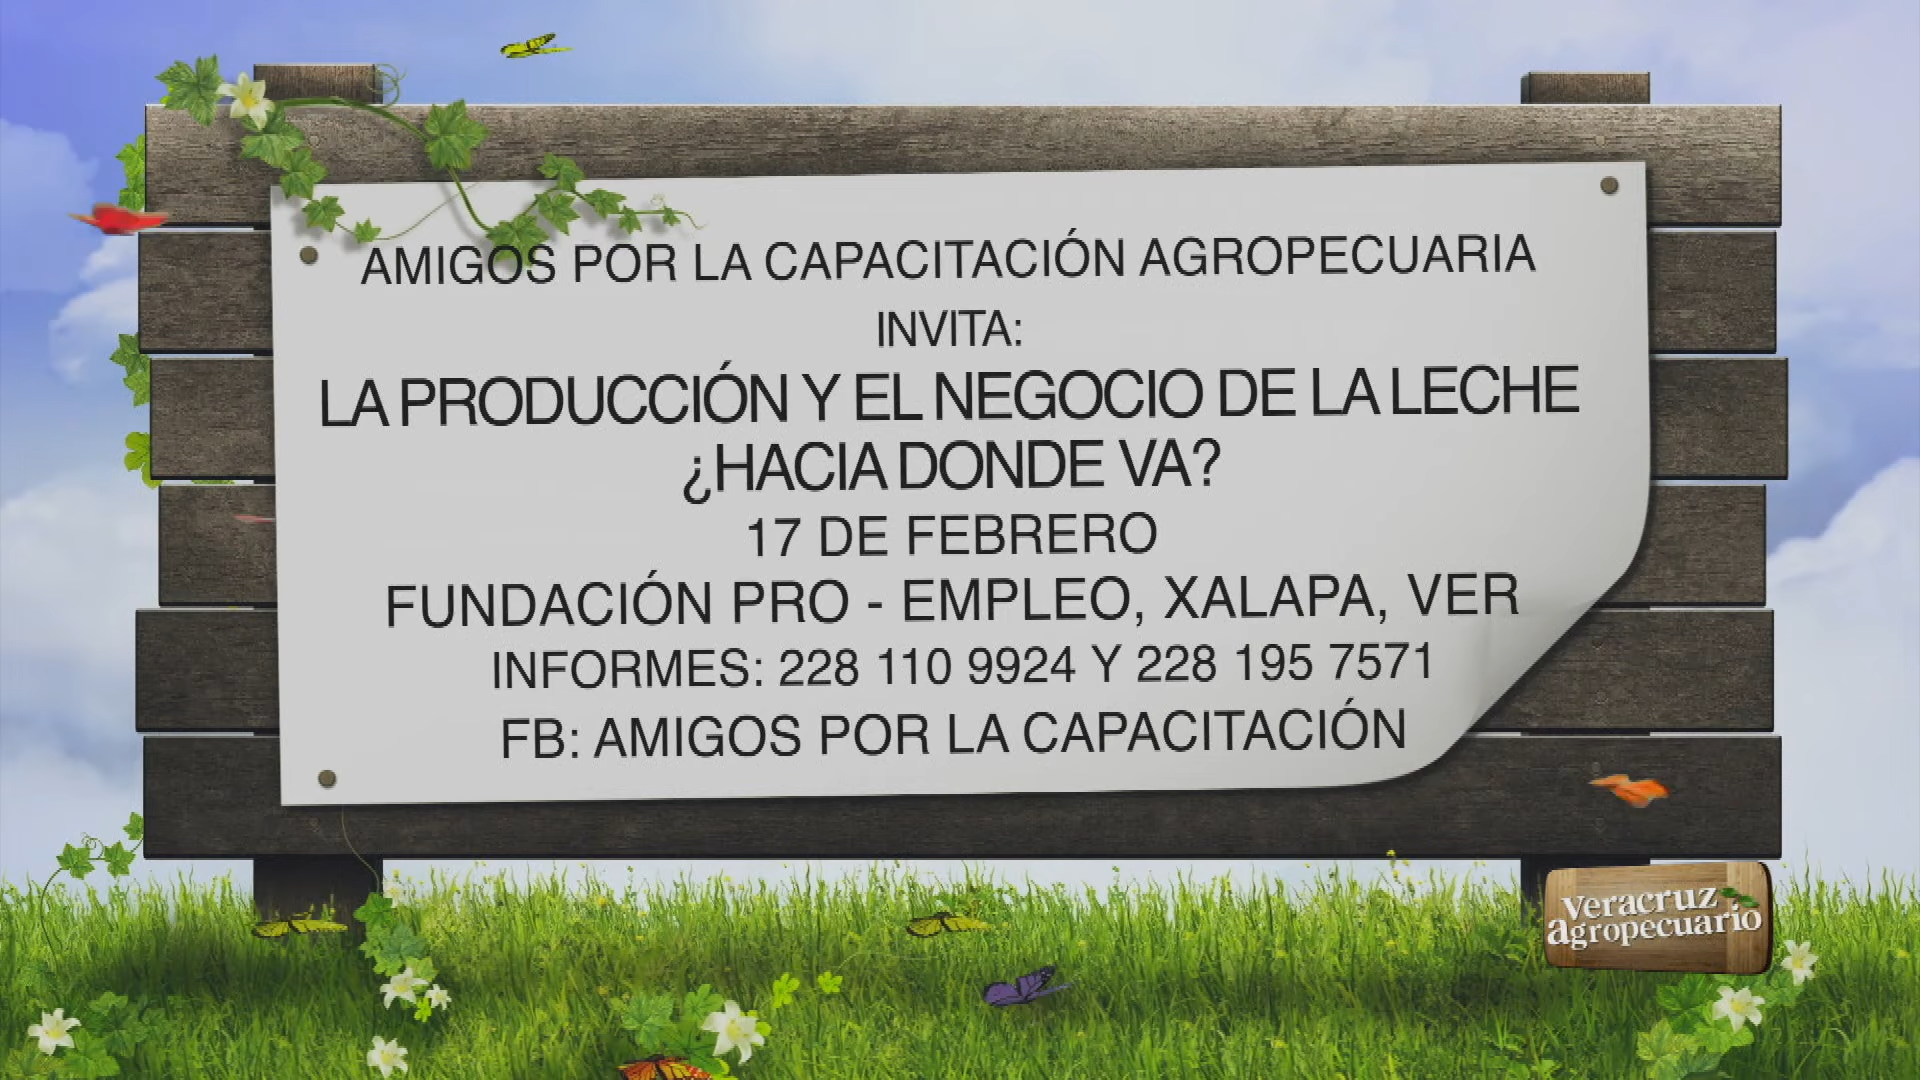 AMIGOS POR LA CAPACITACIÓN AGROPECUARIA
INVITA:
LA PRODUCCIÓN Y EL NEGOCIO DE LA LECHE
¿HACIA DONDE VA?
17 DE FEBRERO
FUNDACIÓN PRO - EMPLEO, XALAPA, VER
INFORMES: 228 110 9924 Y 228 195 7571
FB: AMIGOS POR LA CAPACITACIÓN
Veracruz
agropecuario